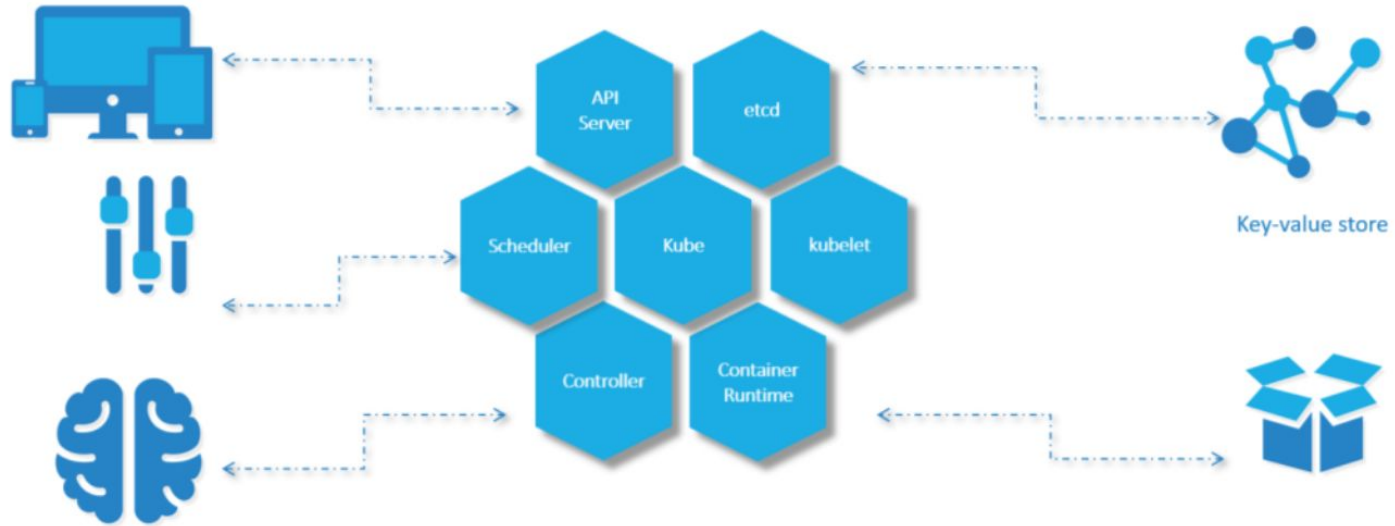 API
Server
etcd
Key-value store
Scheduler
Kube
kubelet
Controller
Container
Runtime